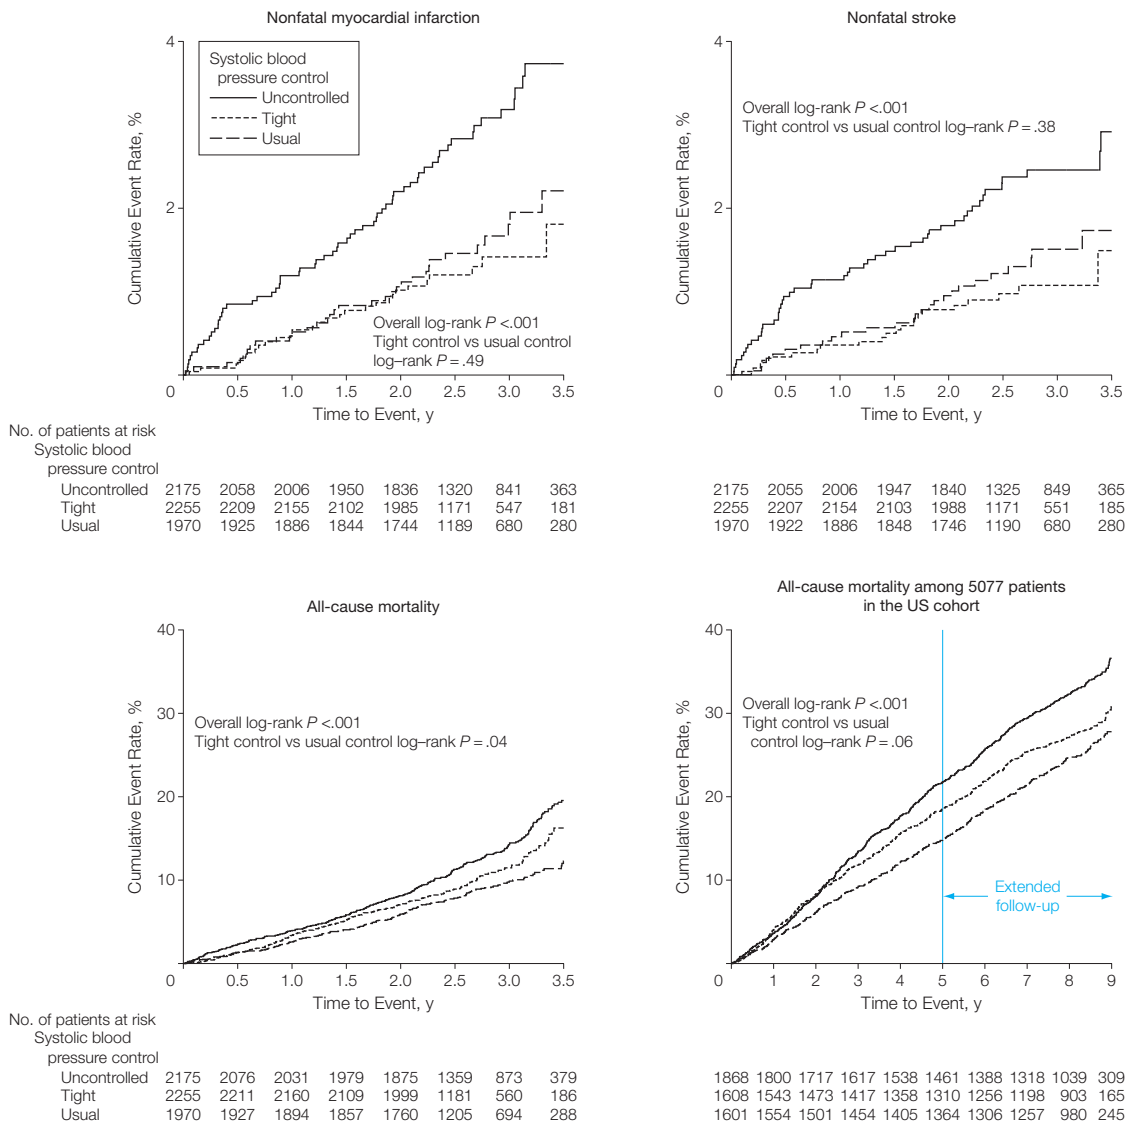 Nonfatal myocardial infarction
4
2
0
Cumulative Event Rate, %
Systolic blood
pressure control
Uncontrolled
Tight
Usual
Overall log-rank P <.001
Tight control vs usual control
log–rank P = .49
0.5 1.0 1.5 2.0 2.5 3.0 3.5
Time to Event, y
Nonfatal stroke
4
2
0
Cumulative Event Rate, %
Overall log-rank P <.001
Tight control vs usual control log–rank P = .38
0.5 1.0 1.5 2.0 2.5 3.0 3.5
Time to Event, y
No. of patients at risk
Systolic blood
pressure control
Uncontrolled 2175 2058 2006 1950 1836 1320 841 363
Tight 2255 2209 2155 2102 1985 1171 547 181
Usual 1970 1925 1886 1844 1744 1189 680 280
2175 2055 2006 1947 1840 1325 849 365
2255 2207 2154 2103 1988 1171 551 185
1970 1922 1886 1848 1746 1190 680 280
All-cause mortality
40
30
20
10
0
Cumulative Event Rate, %
Overall log-rank P <.001
Tight control vs usual control log–rank P = .04
0.5 1.0 1.5 2.0 2.5 3.0 3.5
Time to Event, y
All-cause mortality among 5077 patients
in the US cohort
40
30
20
10
Cumulative Event Rate, %
Overall log-rank P <.001
Tight control vs usual
control log–rank P = .06
Extended
follow-up
0 1 2 3 4 5 6 7 8 9
Time to Event, y
No. of patients at risk
Systolic blood
pressure control
Uncontrolled 2175 2076 2031 1979 1875 1359 873 379
Tight 2255 2211 2160 2109 1999 1181 560 186
Usual 1970 1927 1894 1857 1760 1205 694 288
1868 1800 1717 1617 1538 1461 1388 1318 1039 309
1608 1543 1473 1417 1358 1310 1256 1198 903 165
1601 1554 1501 1454 1405 1364 1306 1257 980 245